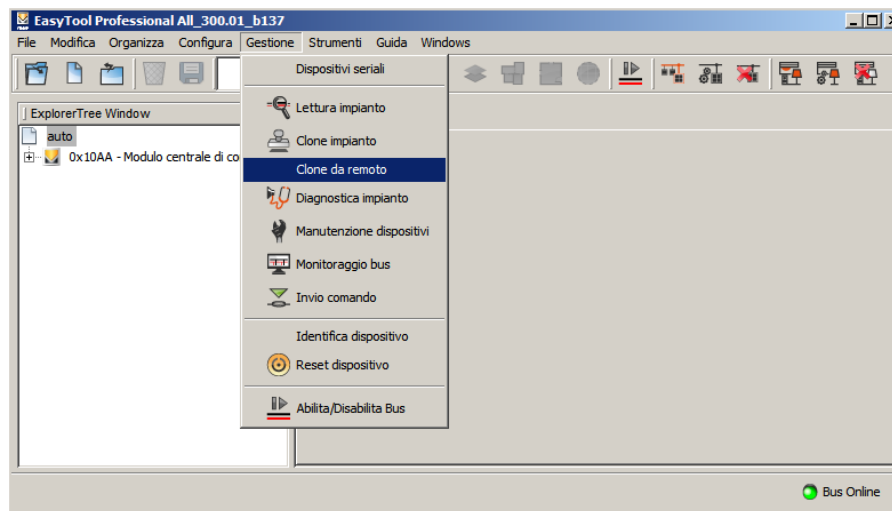 EasyTool Professional All_300.01_b137
File Modifica Organizza Configura Gestione Strumenti Guida Windows
Dispositivi seriali
Lettura impianto
Clone impianto
Clone da remoto
Diagnostica impianto
Manutenzione dispositivi
Monitoraggio bus
Invio comando
Identifica dispositivo
Reset dispositivo
Abilita/Disabilita Bus
ExplorerTree Window
auto
0x10AA - Modulo centrale di co
Bus Online